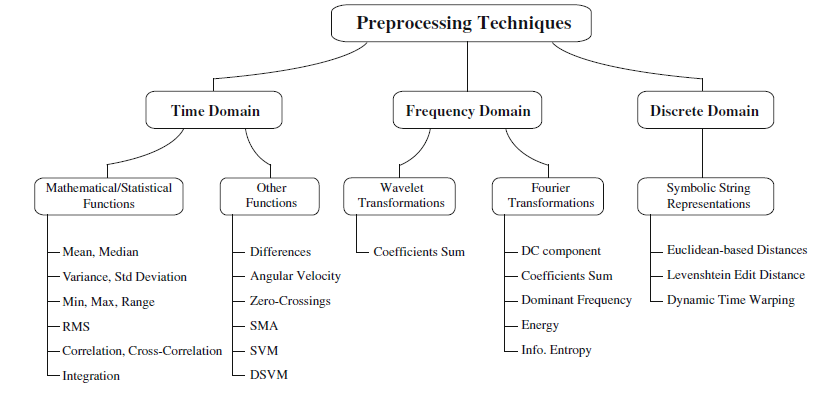 Preprocessing Techniques
Time Domain
Frequency Domain
Discrete Domain
Mathematical/Statistical
Functions
Other
Functions
Wavelet
Transformations
Fourier
Transformations
Symbolic String
Representations
Mean, Median
Variance, Std Deviation
Min, Max, Range
RMS
Correlation, Cross-Correlation
Integration
Differences
Angular Velocity
Zero-Crossings
SMA
SVM
DSVM
Coefficients Sum
DC component
Coefficients Sum
Dominant Frequency
Energy
Info. Entropy
Euclidean-based Distances
Levenshtein Edit Distance
Dynamic Time Warping